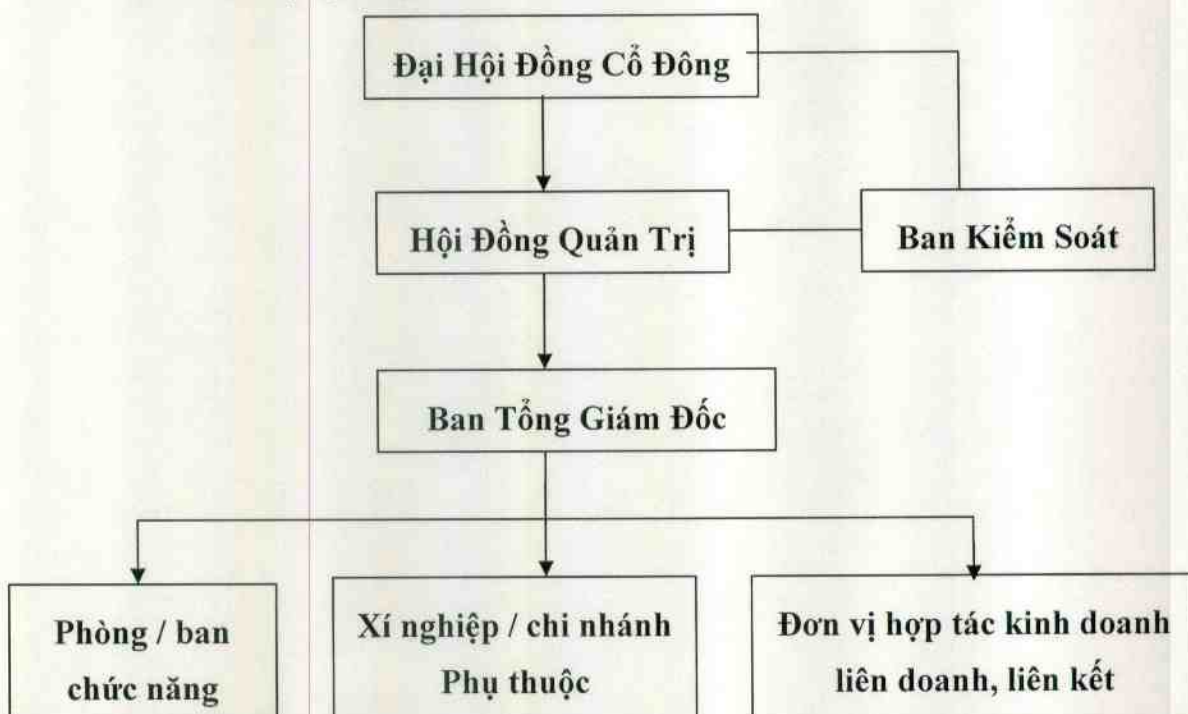 Đại Hội Đồng Cổ Đông
Hội Đồng Quản Trị
Ban Kiểm Soát
Ban Tổng Giám Đốc
Phòng / ban
chức năng
Xí nghiệp / chi nhánh
Phụ thuộc
Đơn vị hợp tác kinh doanh
liên doanh, liên kết